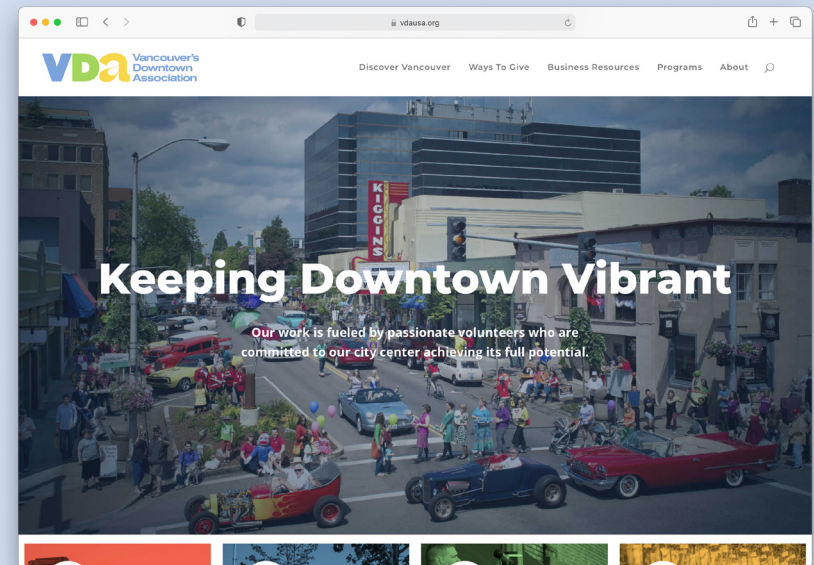 vdausa.org
VDA
Vancouver's
Downtown
Association
Discover Vancouver
Ways To Give
Business Resources
Programs
About
KIGGINS
Keeping Downtown Vibrant
Our work is fueled by passionate volunteers who are
committed to our city center achieving its full potential.